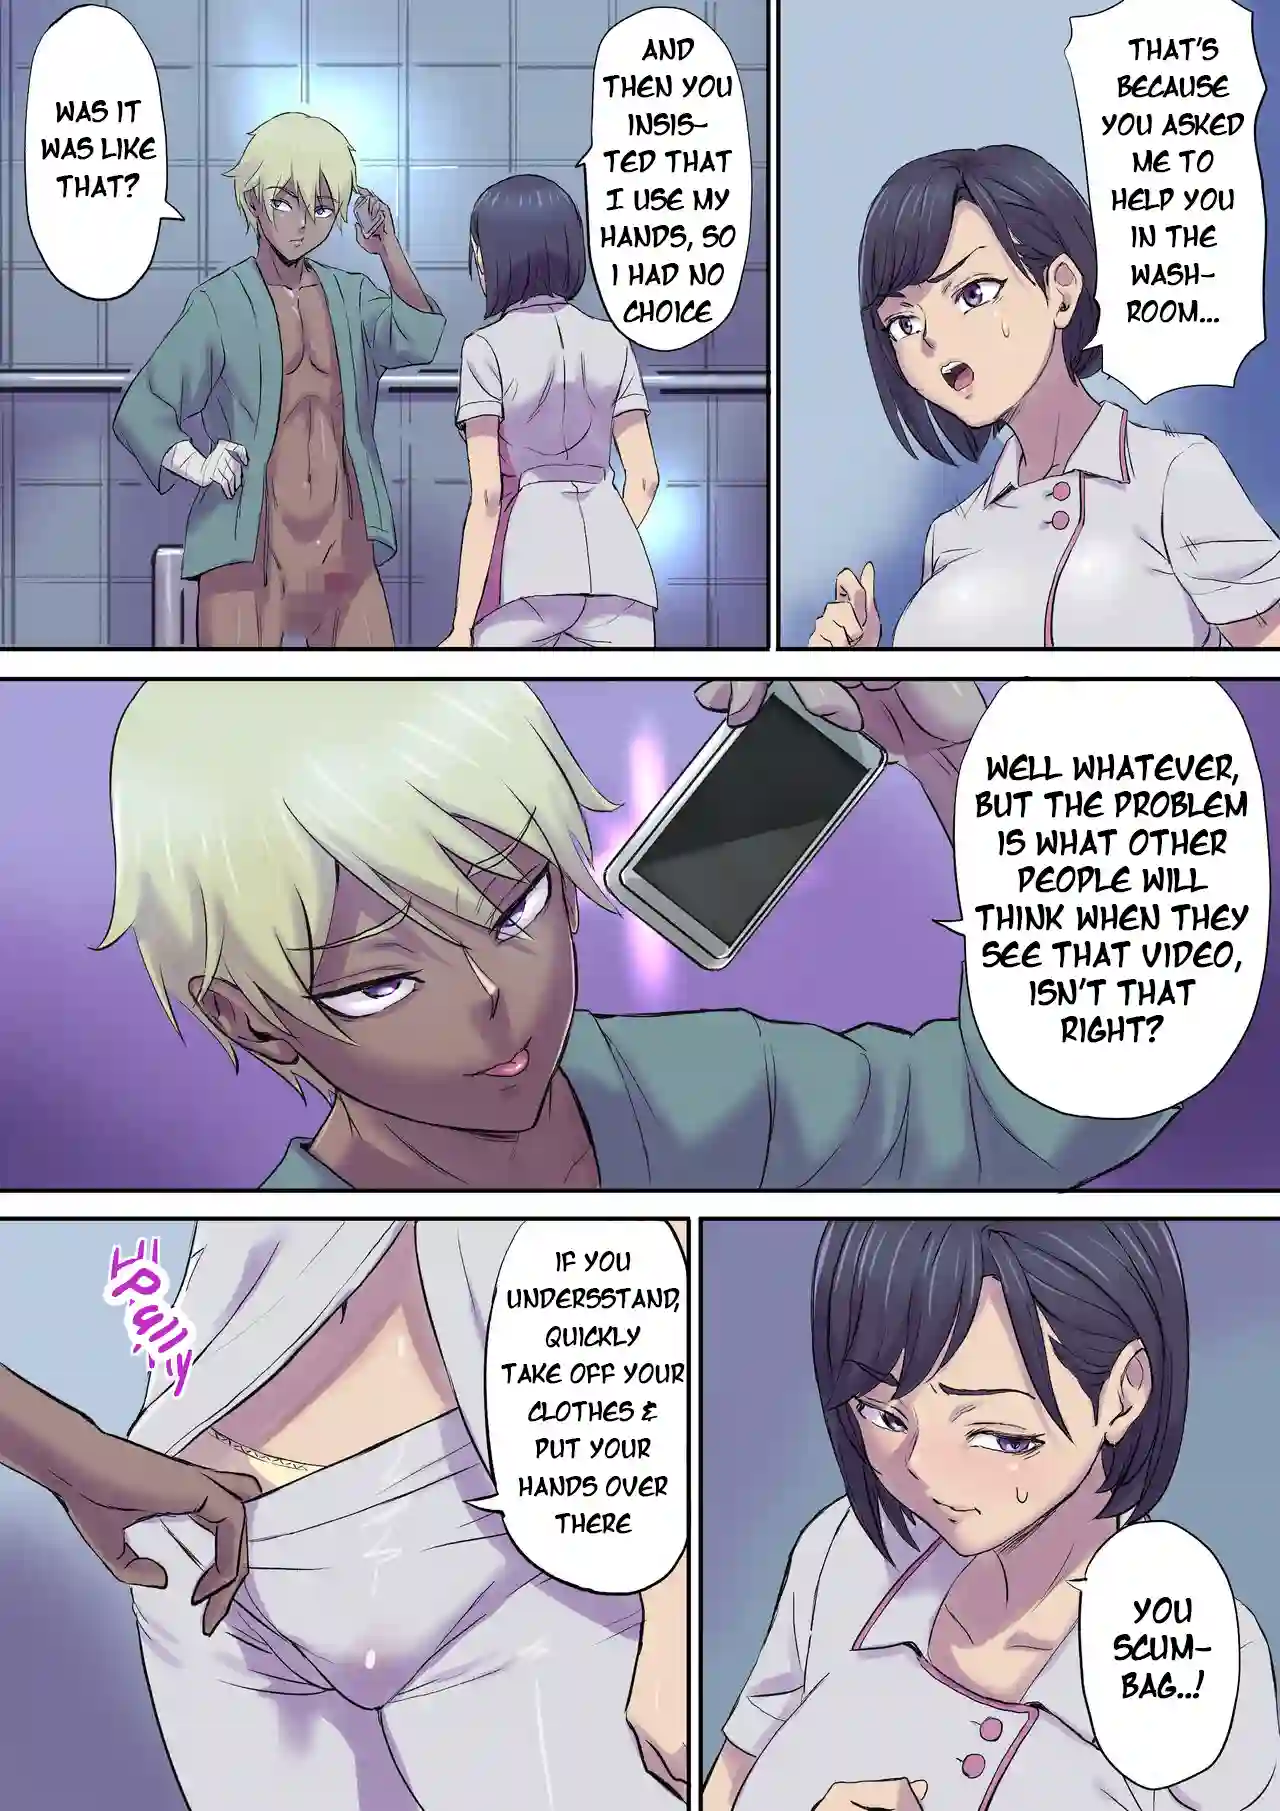 THAT'S
BECAUSE
YOU ASKED
ME TO
HELP YOU
IN THE
WASH-
ROOM...
AND
THEN YOU
INSIS-
TED THAT
I USE MY
HANDS, SO
I HAD NO
CHOICE
WAS IT
WAS LIKE
THAT?
WELL WHATEVER,
BUT THE PROBLEM
IS WHAT OTHER
PEOPLE WILL
THINK WHEN THEY
SEE THAT VIDEO,
ISN'T THAT
RIGHT?
YOU
SCUM-
BAG..!
IF YOU
UNDERSSTAND,
QUICKLY
TAKE OFF YOUR
CLOTHES &
PUT YOUR
HANDS OVER
THERE
Pully